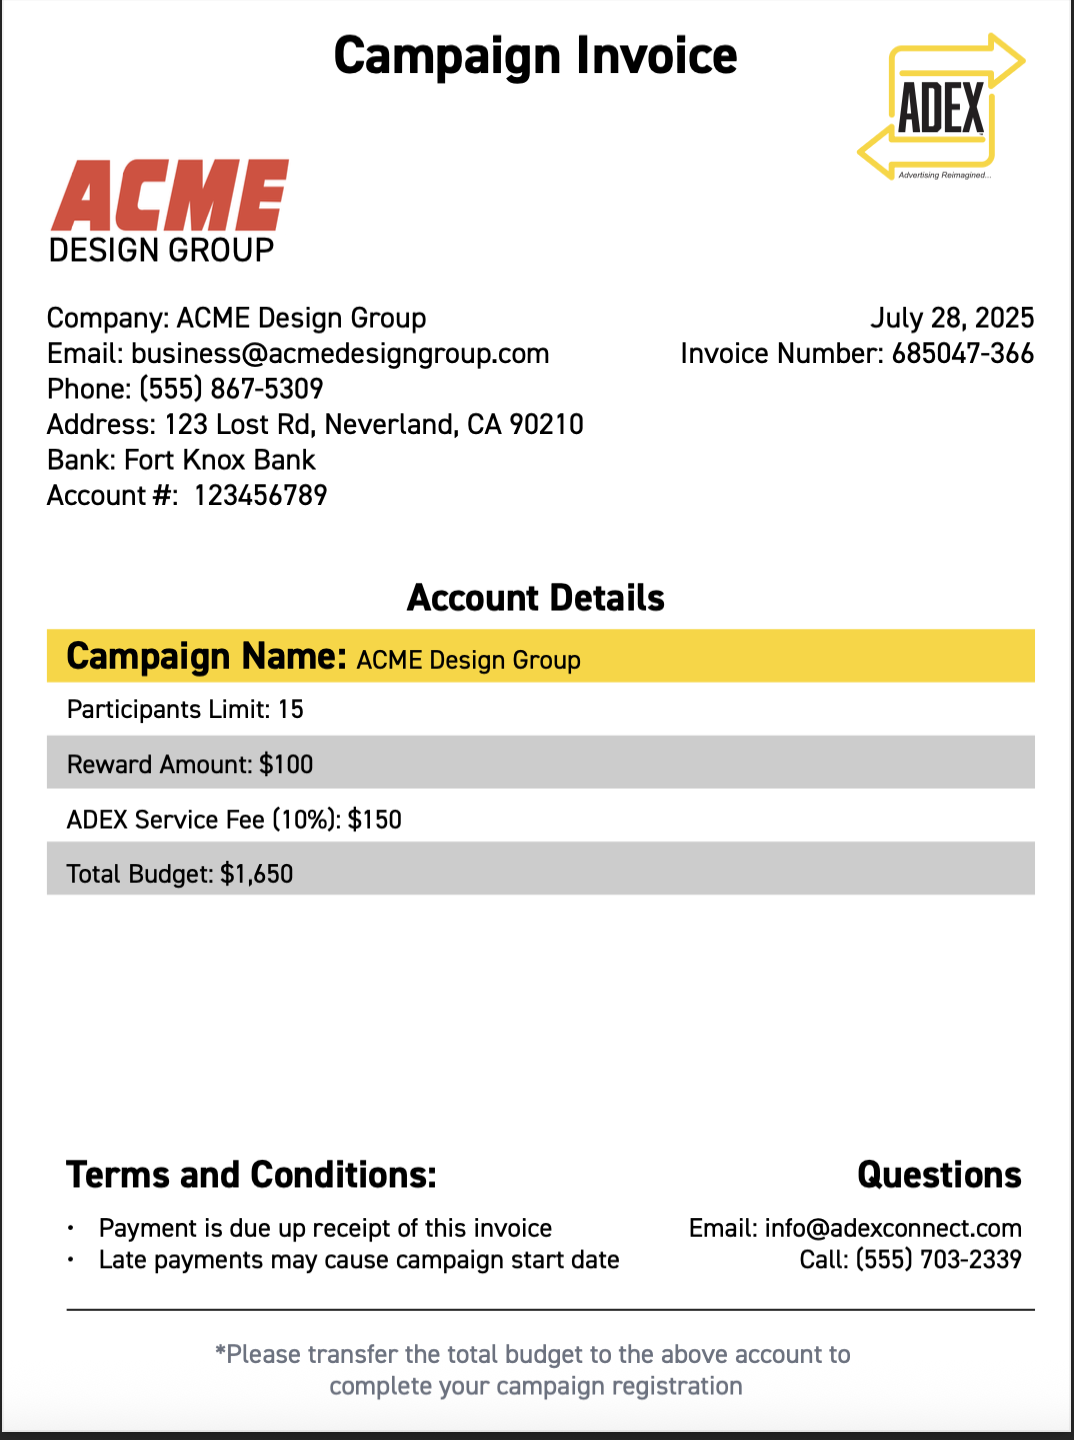 Campaign Invoice
ADEX
Advertising Reimagined...
ACME
DESIGN GROUP
Company: ACME Design Group
Email: business@acmedesigngroup.com
Phone: (555) 867-5309
Address: 123 Lost Rd, Neverland, CA 90210
Bank: Fort Knox Bank
Account #: 123456789
July 28, 2025
Invoice Number: 685047-366
Account Details
Campaign Name: ACME Design Group
Participants Limit: 15
Reward Amount: $100
ADEX Service Fee (10%): $150
Total Budget: $1,650
Terms and Conditions:
• Payment is due up receipt of this invoice
• Late payments may cause campaign start date
Questions
Email: info@adexconnect.com
Call: (555) 703-2339
*Please transfer the total budget to the above account to
complete your campaign registration